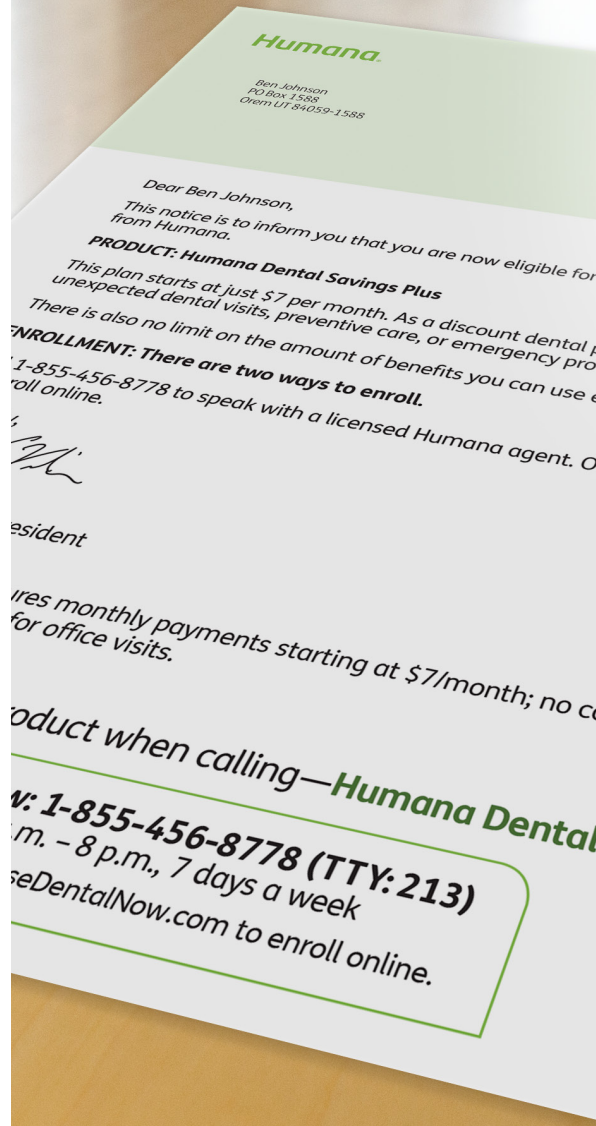 Humana.
Ben Johnson
PO Box 1588
Orem UT 84059-1588
Dear Ben Johnson,
This notice is to inform you that you are now eligible for
from Humana.
PRODUCT: Humana Dental Savings Plus
This plan starts at just $7 per month. As a discount dental
unexpected dental visits, preventive care, or emergency pro
There is also no limit on the amount of benefits you can use
ENROLLMENT: There are two ways to enroll.
1-855-456-8778 to speak with a licensed Humana agent. O
roll online.
esident
ures monthly payments starting at $7/month; no co
for office visits.
oduct when calling—Humana Dental
w: 1-855-456-8778 (TTY: 213)
.m. – 8 p.m., 7 days a week
seDentalNow.com to enroll online.